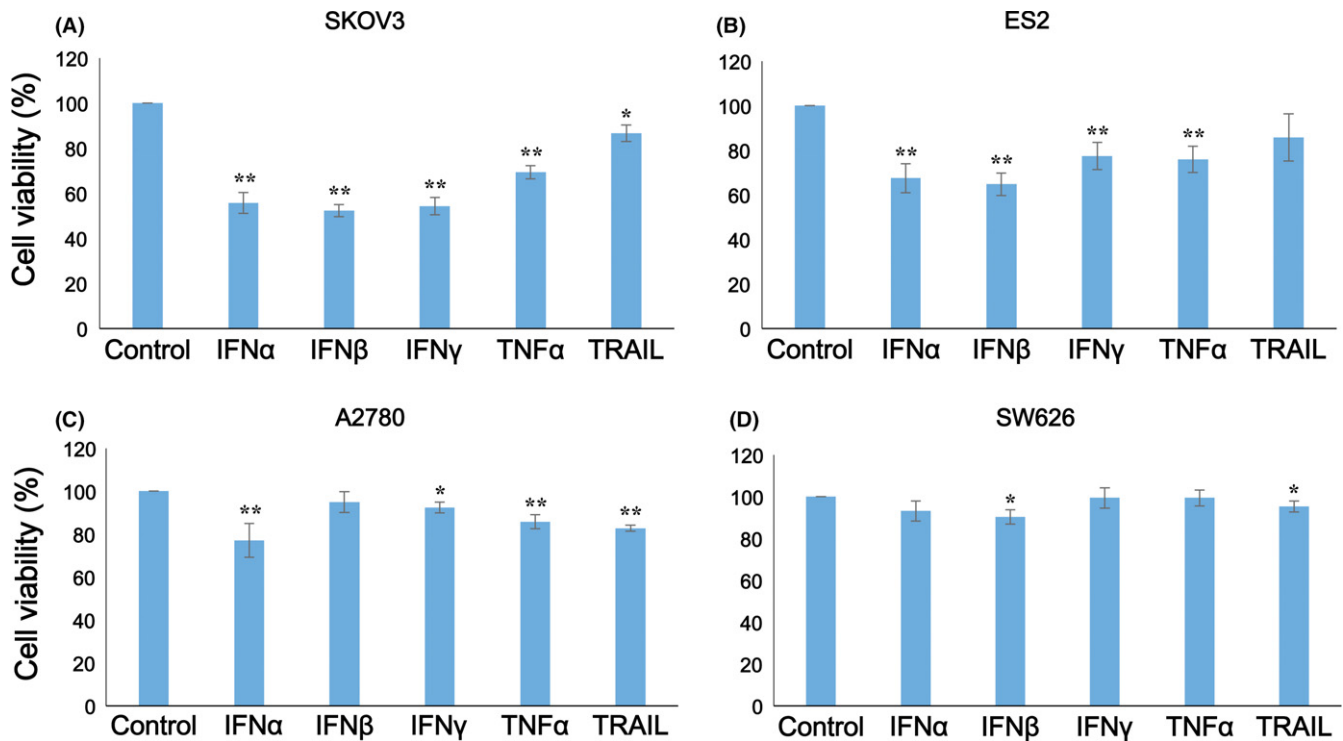 (A) SKOV3
120
100
80
60
40
20
0
Cell viability (%)
** ** ** ** *
Control IFNα IFNβ IFNγ TNFα TRAIL
(B) ES2
120
100
80
60
40
20
0
** ** ** **
Control IFNα IFNβ IFNγ TNFα TRAIL
(C) A2780
120
100
80
60
40
20
0
Cell viability (%)
** * ** **
Control IFNα IFNβ IFNγ TNFα TRAIL
(D) SW626
120
100
80
60
40
20
0
* *
Control IFNα IFNβ IFNγ TNFα TRAIL